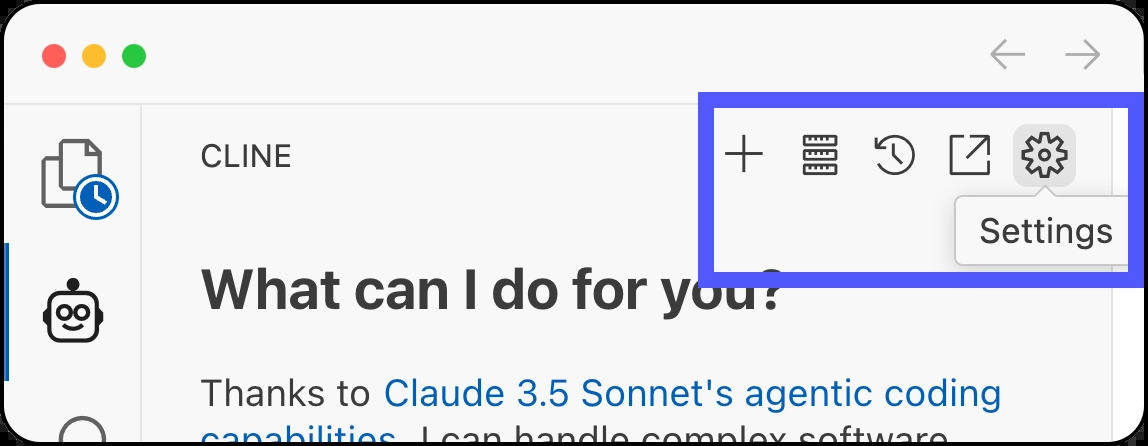 CLINE
Settings
What can I do for you?
Thanks to Claude 3.5 Sonnet's agentic coding
capabilities, I can handle complex software